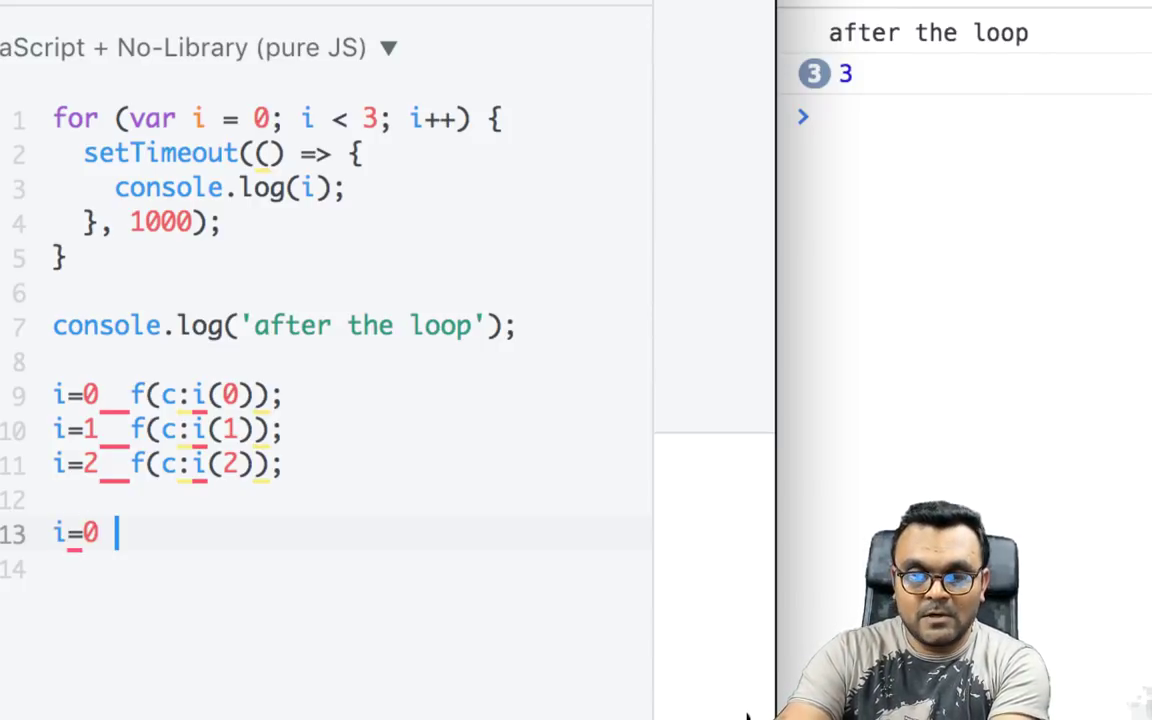 aScript + No-Library (pure JS) ▼
1 for (var i = 0; i < 3; i++) {
2 setTimeout(() => {
3 console.log(i);
4 }, 1000);
5 }
6
7 console.log('after the loop');
8
9 i=0 f(c:i(0));
10 i=1 f(c:i(1));
11 i=2 f(c:i(2));
12
13 i=0
14
after the loop
3 3
>